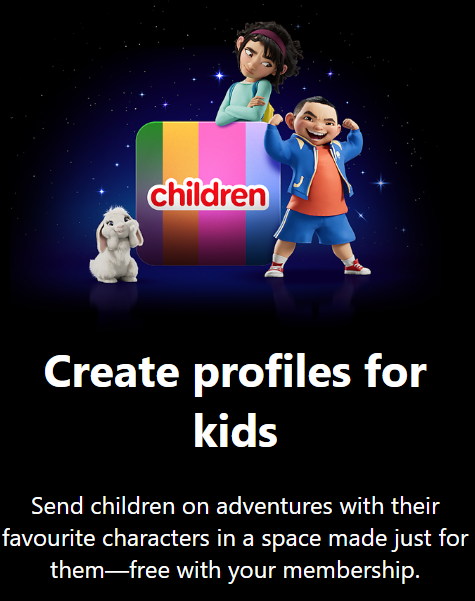 children
Create profiles for
kids
Send children on adventures with their
favourite characters in a space made just for
them—free with your membership.